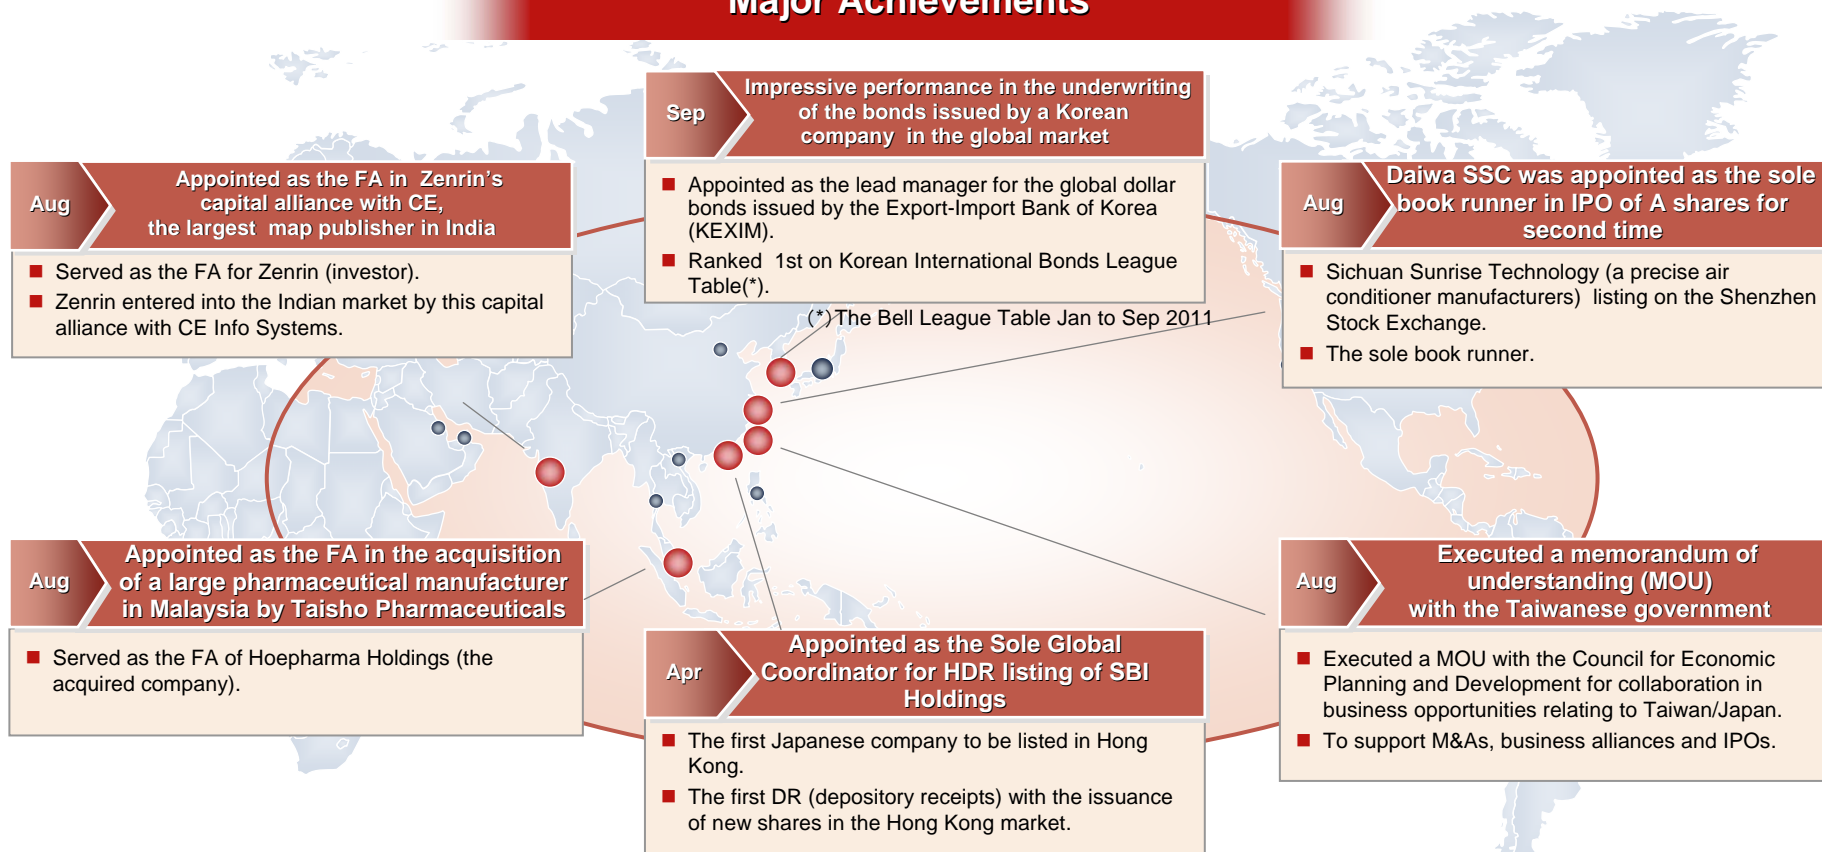 Major Achievements
Sep
Impressive performance in the underwriting
of the bonds issued by a Korean
company in the global market
■ Appointed as the lead manager for the global dollar
bonds issued by the Export-Import Bank of Korea
(KEXIM).
■ Ranked 1st on Korean International Bonds League
Table(*).
(*)The Bell League Table Jan to Sep 2011
Aug
Appointed as the FA in Zenrin's
capital alliance with CE,
the largest map publisher in India
■ Served as the FA for Zenrin (investor).
■ Zenrin entered into the Indian market by this capital
alliance with CE Info Systems.
Aug
Daiwa SSC was appointed as the sole
book runner in IPO of A shares for
second time
■ Sichuan Sunrise Technology (a precise air
conditioner manufacturers) listing on the Shenzhen
Stock Exchange.
■ The sole book runner.
Aug
Appointed as the FA in the acquisition
of a large pharmaceutical manufacturer
in Malaysia by Taisho Pharmaceuticals
■ Served as the FA of Hoepharma Holdings (the
acquired company).
Apr
Appointed as the Sole Global
Coordinator for HDR listing of SBI
Holdings
■ The first Japanese company to be listed in Hong
Kong.
■ The first DR (depository receipts) with the issuance
of new shares in the Hong Kong market.
Aug
Executed a memorandum of
understanding (MOU)
with the Taiwanese government
■ Executed a MOU with the Council for Economic
Planning and Development for collaboration in
business opportunities relating to Taiwan/Japan.
■ To support M&As, business alliances and IPOs.